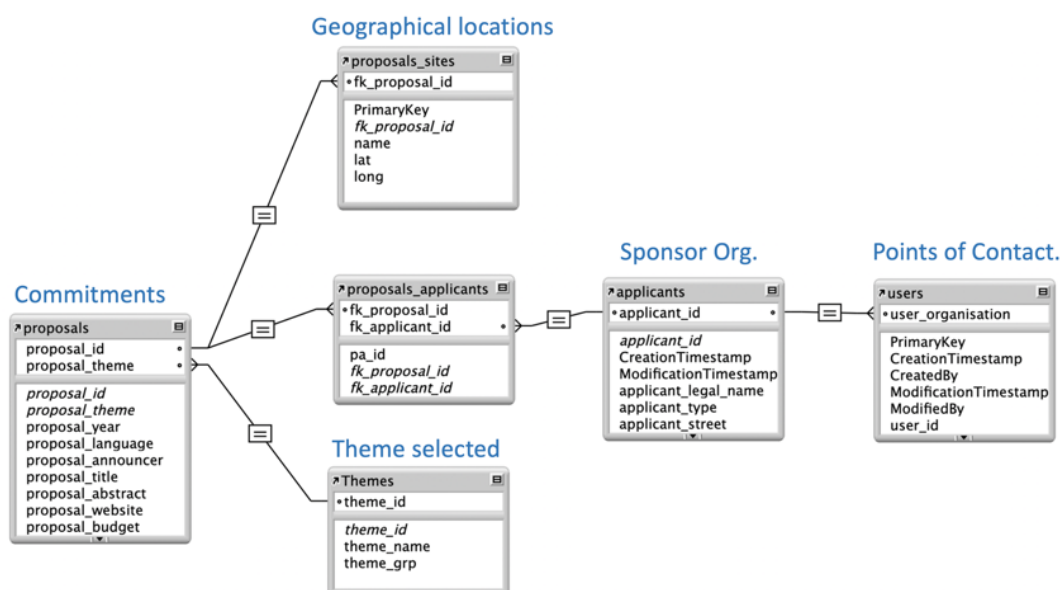 Geographical locations
proposals_sites
fk_proposal_id
PrimaryKey
fk_proposal_id
name
lat
long
Commitments
proposals
proposal_id
proposal_theme
proposal_id
proposal_theme
proposal_year
proposal_language
proposal_announcer
proposal_title
proposal_abstract
proposal_website
proposal_budget
proposals_applicants
fk_proposal_id
fk_applicant_id
pa_id
fk_proposal_id
fk_applicant_id
Sponsor Org.
applicants
applicant_id
applicant_id
CreationTimestamp
ModificationTimestamp
applicant_legal_name
applicant_type
applicant_street
Points of Contact.
users
user_organisation
PrimaryKey
CreationTimestamp
CreatedBy
ModificationTimestamp
ModifiedBy
user_id
Theme selected
Themes
theme_id
theme_id
theme_name
theme_grp